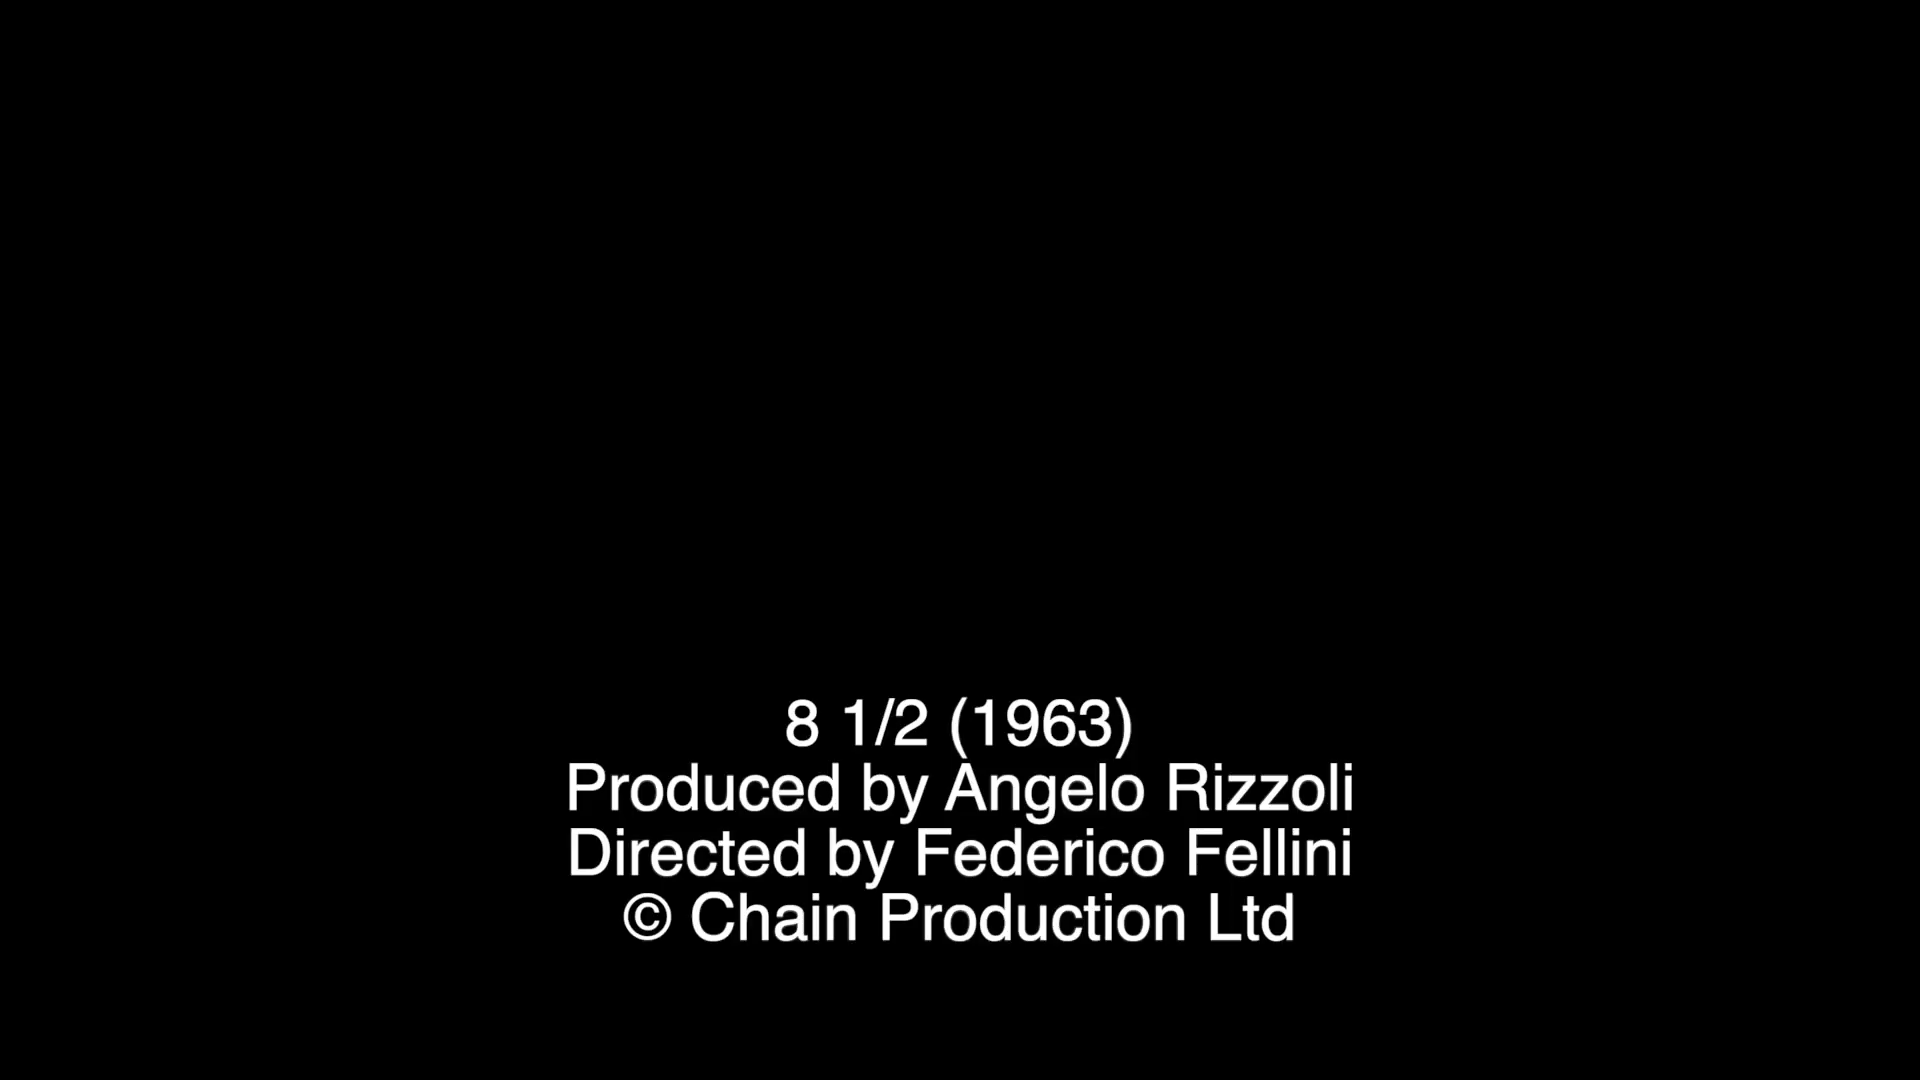 8 1/2 (1963)
Produced by Angelo Rizzoli
Directed by Federico Fellini
© Chain Production Ltd